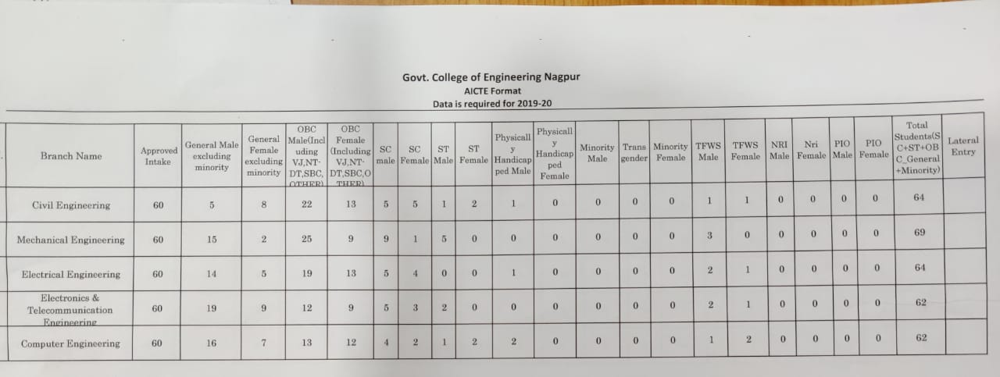 Govt. College of Engineering Nagpur
AICTE Format
Data is required for 2019-20
. Branch Name Approved Intake General Male excluding minority General Female excluding minority OBC Male(Including VJ,NT-DT,SBC, OTHER) OBC Female (Including VJ,NT-DT,SBC,OTHER) SC male SC Female ST Male ST Female Physically Handicapped Male Physically Handicapped Female Minority Male Trans gender Minority Female TFWS Male TFWS Female NRI Male Nri Female PIO Male PIO Female Total Students(SC+ST+OBC_General+Minority) Lateral Entry
Civil Engineering 60 5 8 22 13 5 5 1 2 1 0 0 0 0 1 1 0 0 0 0 64
Mechanical Engineering 60 15 2 25 9 9 1 5 0 0 0 0 0 0 3 0 0 0 0 0 69
Electrical Engineering 60 14 5 19 13 5 4 0 0 1 0 0 0 0 2 1 0 0 0 0 64
Electronics & Telecommunication Engineering 60 19 9 12 9 5 3 2 0 0 0 0 0 0 2 1 0 0 0 0 62
Computer Engineering 60 16 7 13 12 4 2 1 2 2 0 0 0 0 1 2 0 0 0 0 62